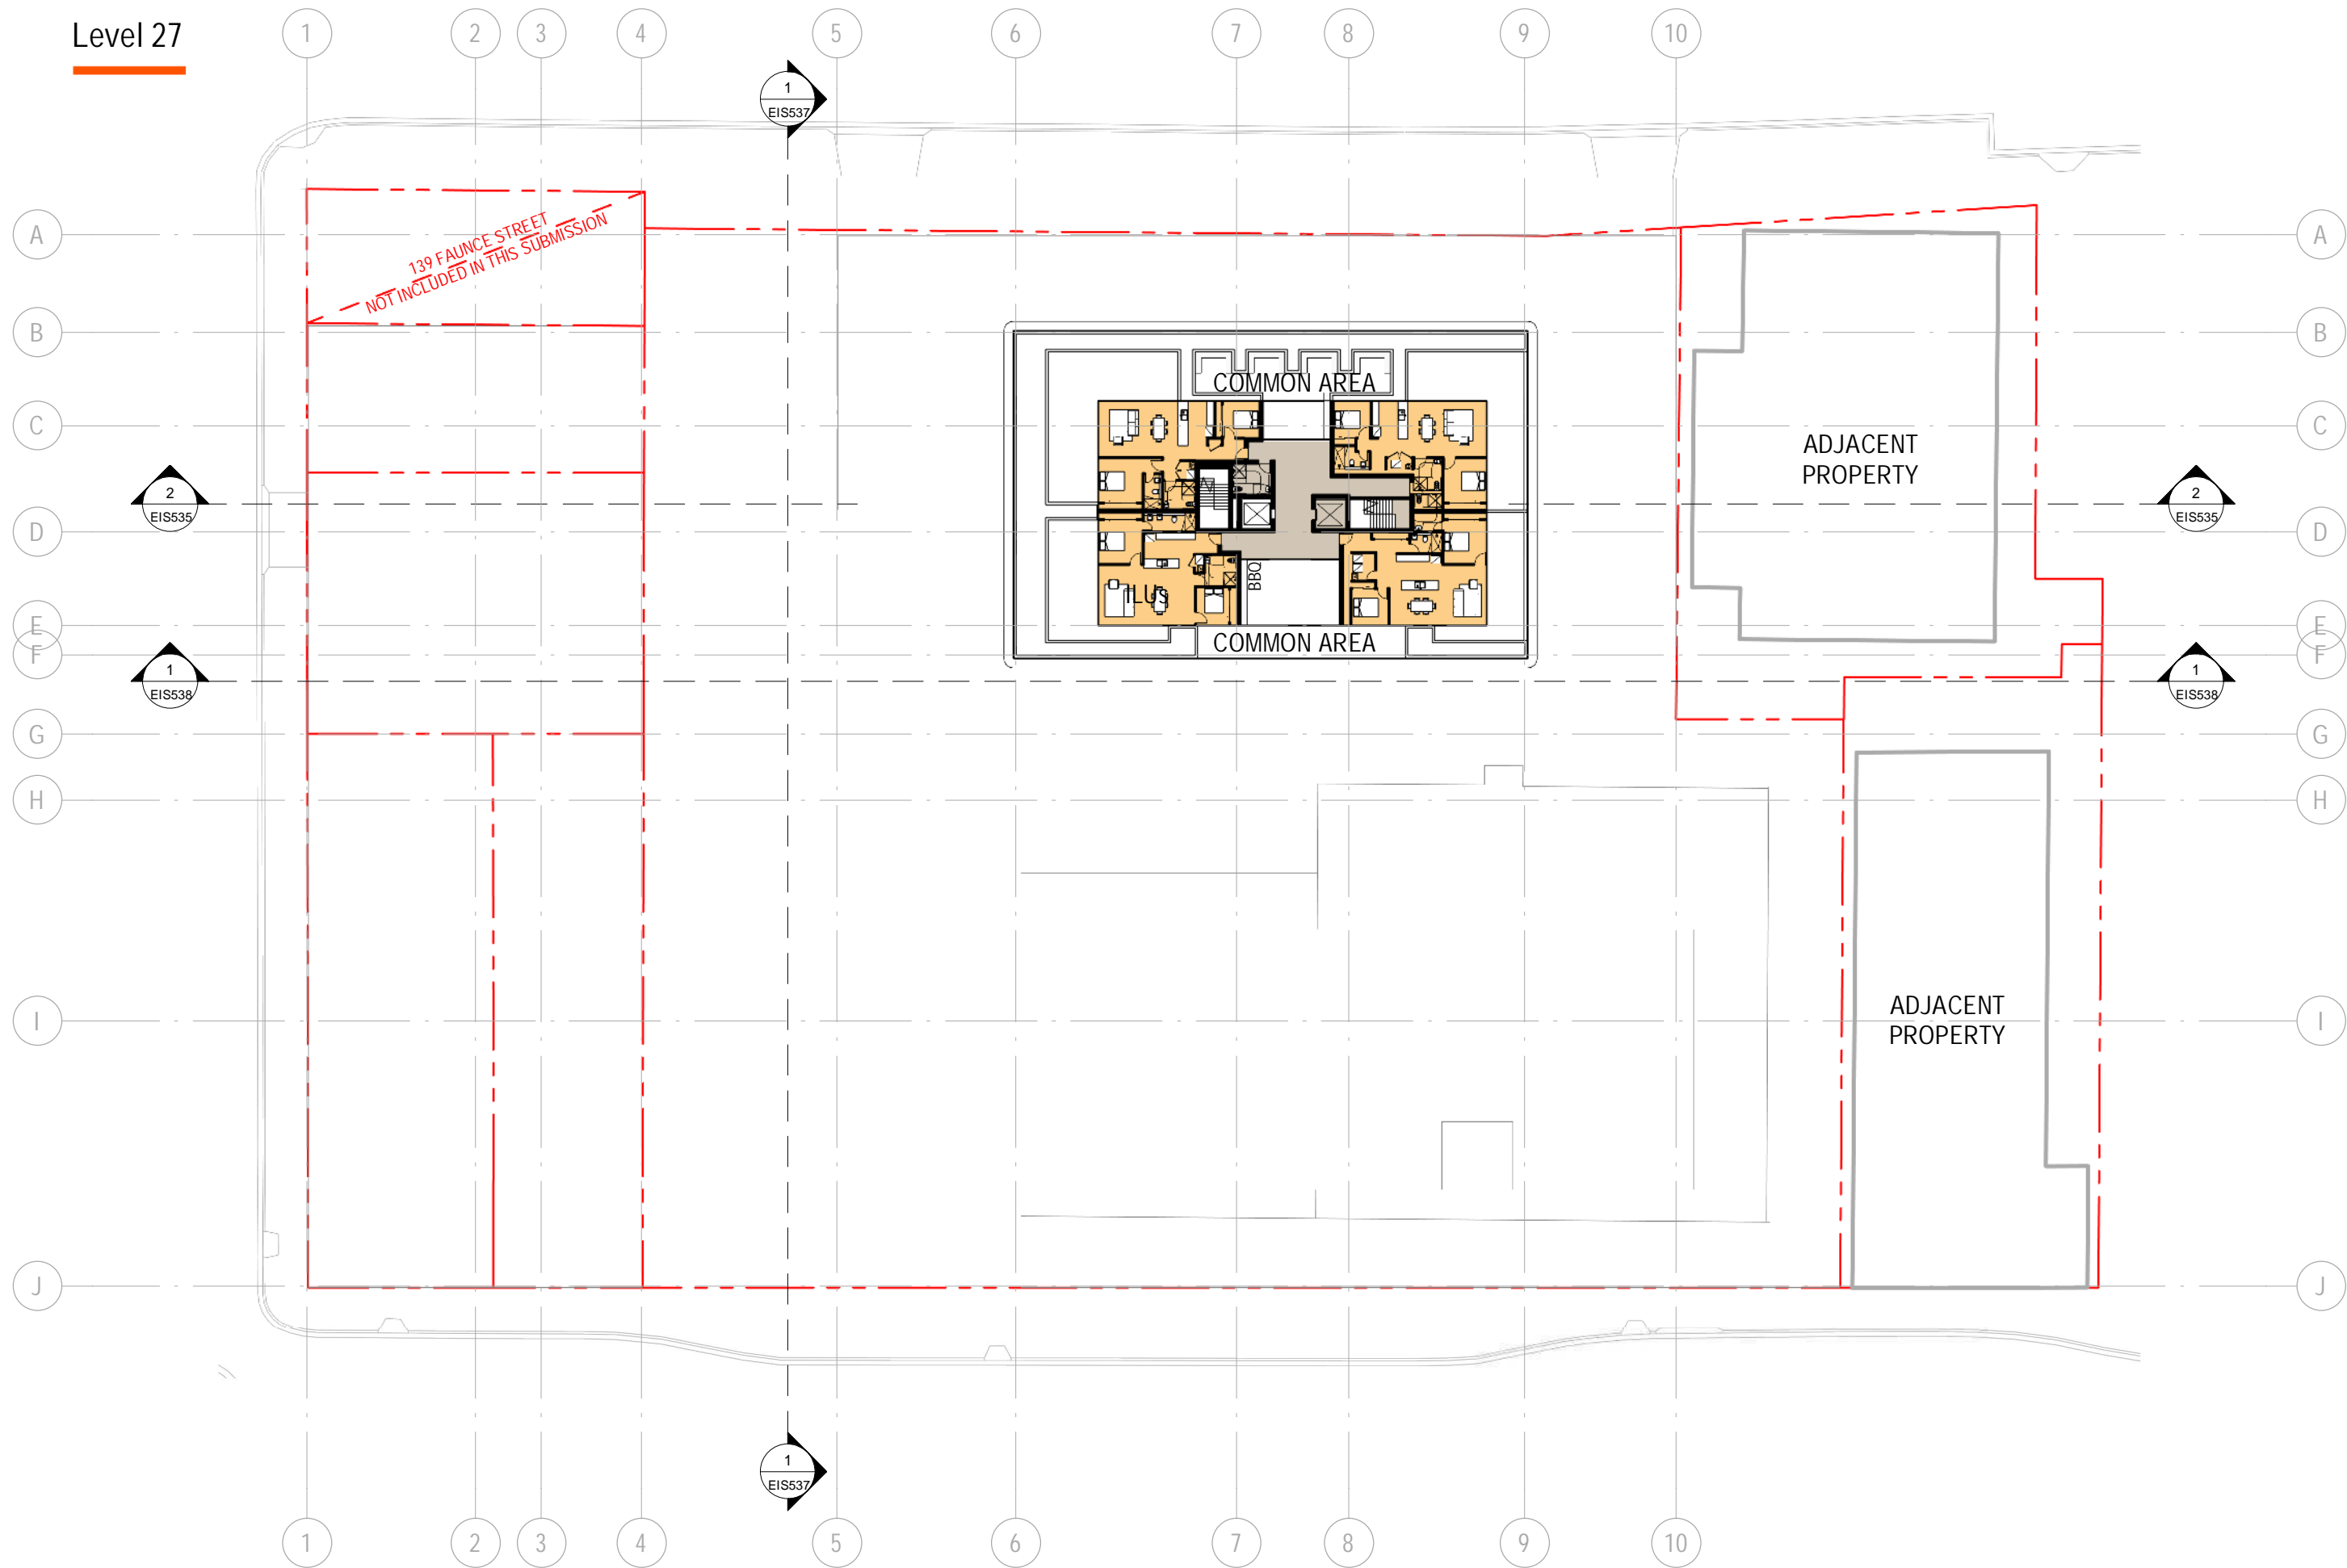 Level 27
1
2
3
4
5
6
7
8
9
10
1
EIS537
A
A
139 FAUNCE STREET
NOT INCLUDED IN THIS SUBMISSION
B
B
COMMON AREA
C
C
ADJACENT
PROPERTY
2
EIS535
2
EIS535
D
D
BBQ
ILUS
E
E
COMMON AREA
F
F
1
EIS538
1
EIS538
G
G
H
H
ADJACENT
PROPERTY
I
I
J
J
1
EIS537
1
2
3
4
5
6
7
8
9
10